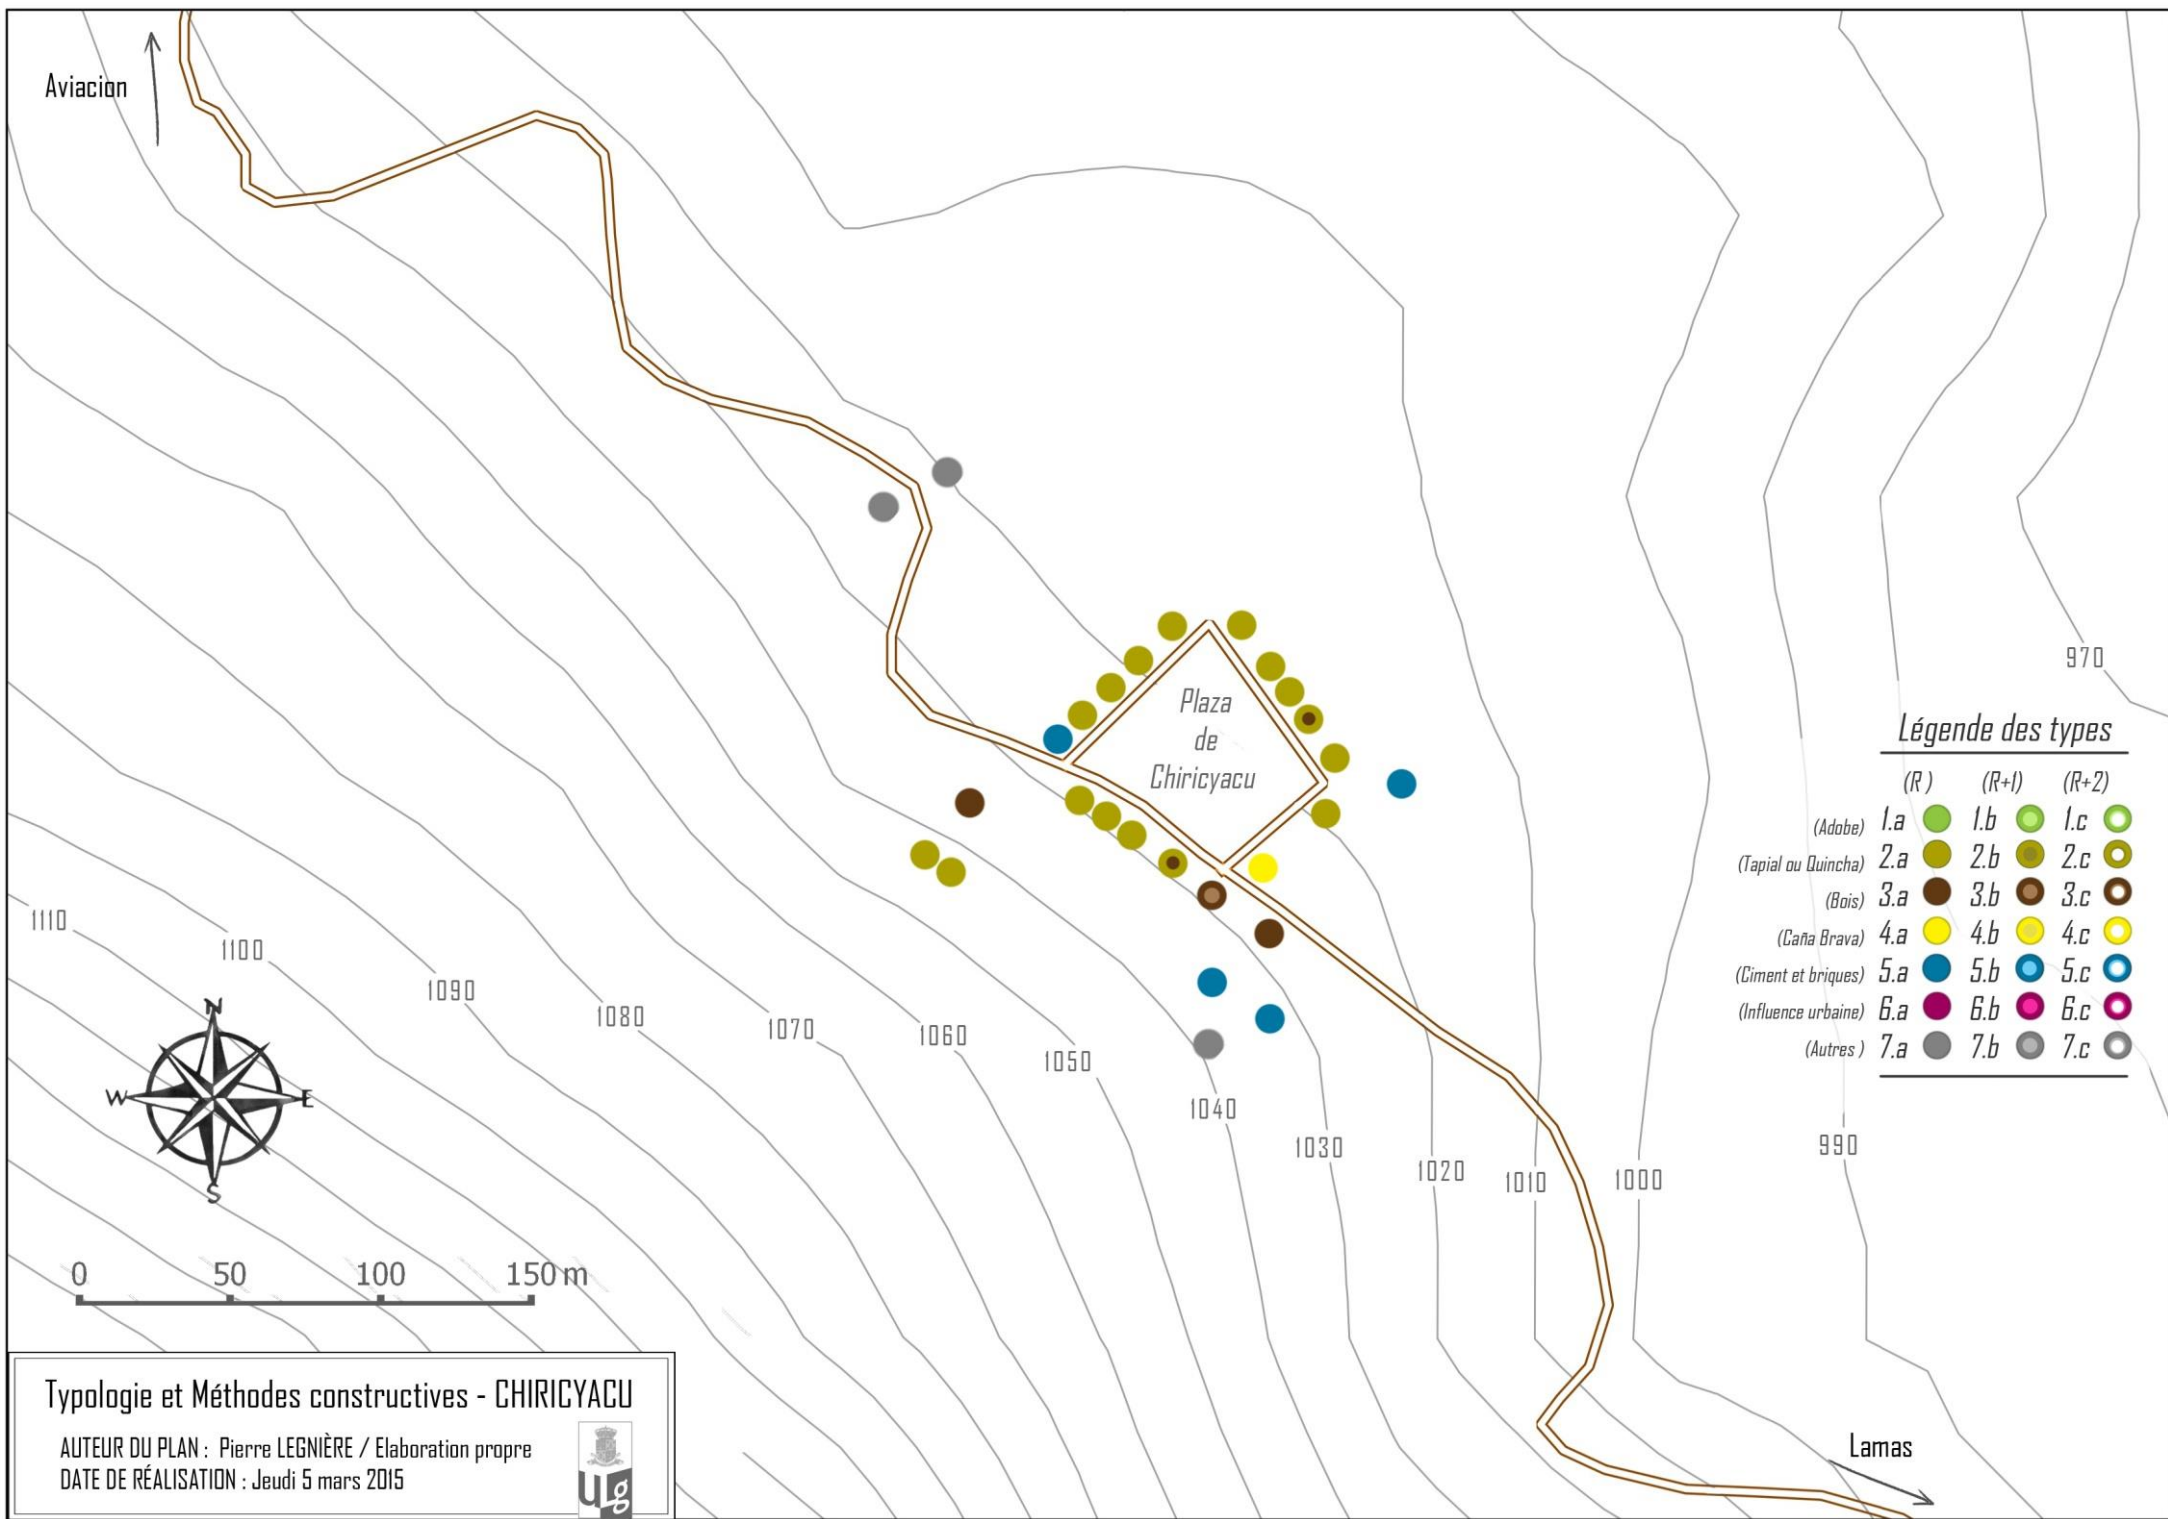 Aviacion
Plaza
de
Chiricyacu
970
Légende des types
(R) (R+1) (R+2)
(Adobe) 1.a 1.b 1.c
(Tapial ou Quincha) 2.a 2.b 2.c
(Bois) 3.a 3.b 3.c
(Caña Brava) 4.a 4.b 4.c
(Ciment et briques) 5.a 5.b 5.c
(Influence urbaine) 6.a 6.b 6.c
(Autres) 7.a 7.b 7.c
1110
1100
1090
1080
1070
1060
1050
1040
1030
1020
1010
1000
990
N
W E
S
0 50 100 150 m
Lamas
Typologie et Méthodes constructives - CHIRICYACU
AUTEUR DU PLAN : Pierre LEGNIÈRE / Elaboration propre
DATE DE RÉALISATION : Jeudi 5 mars 2015
ULg